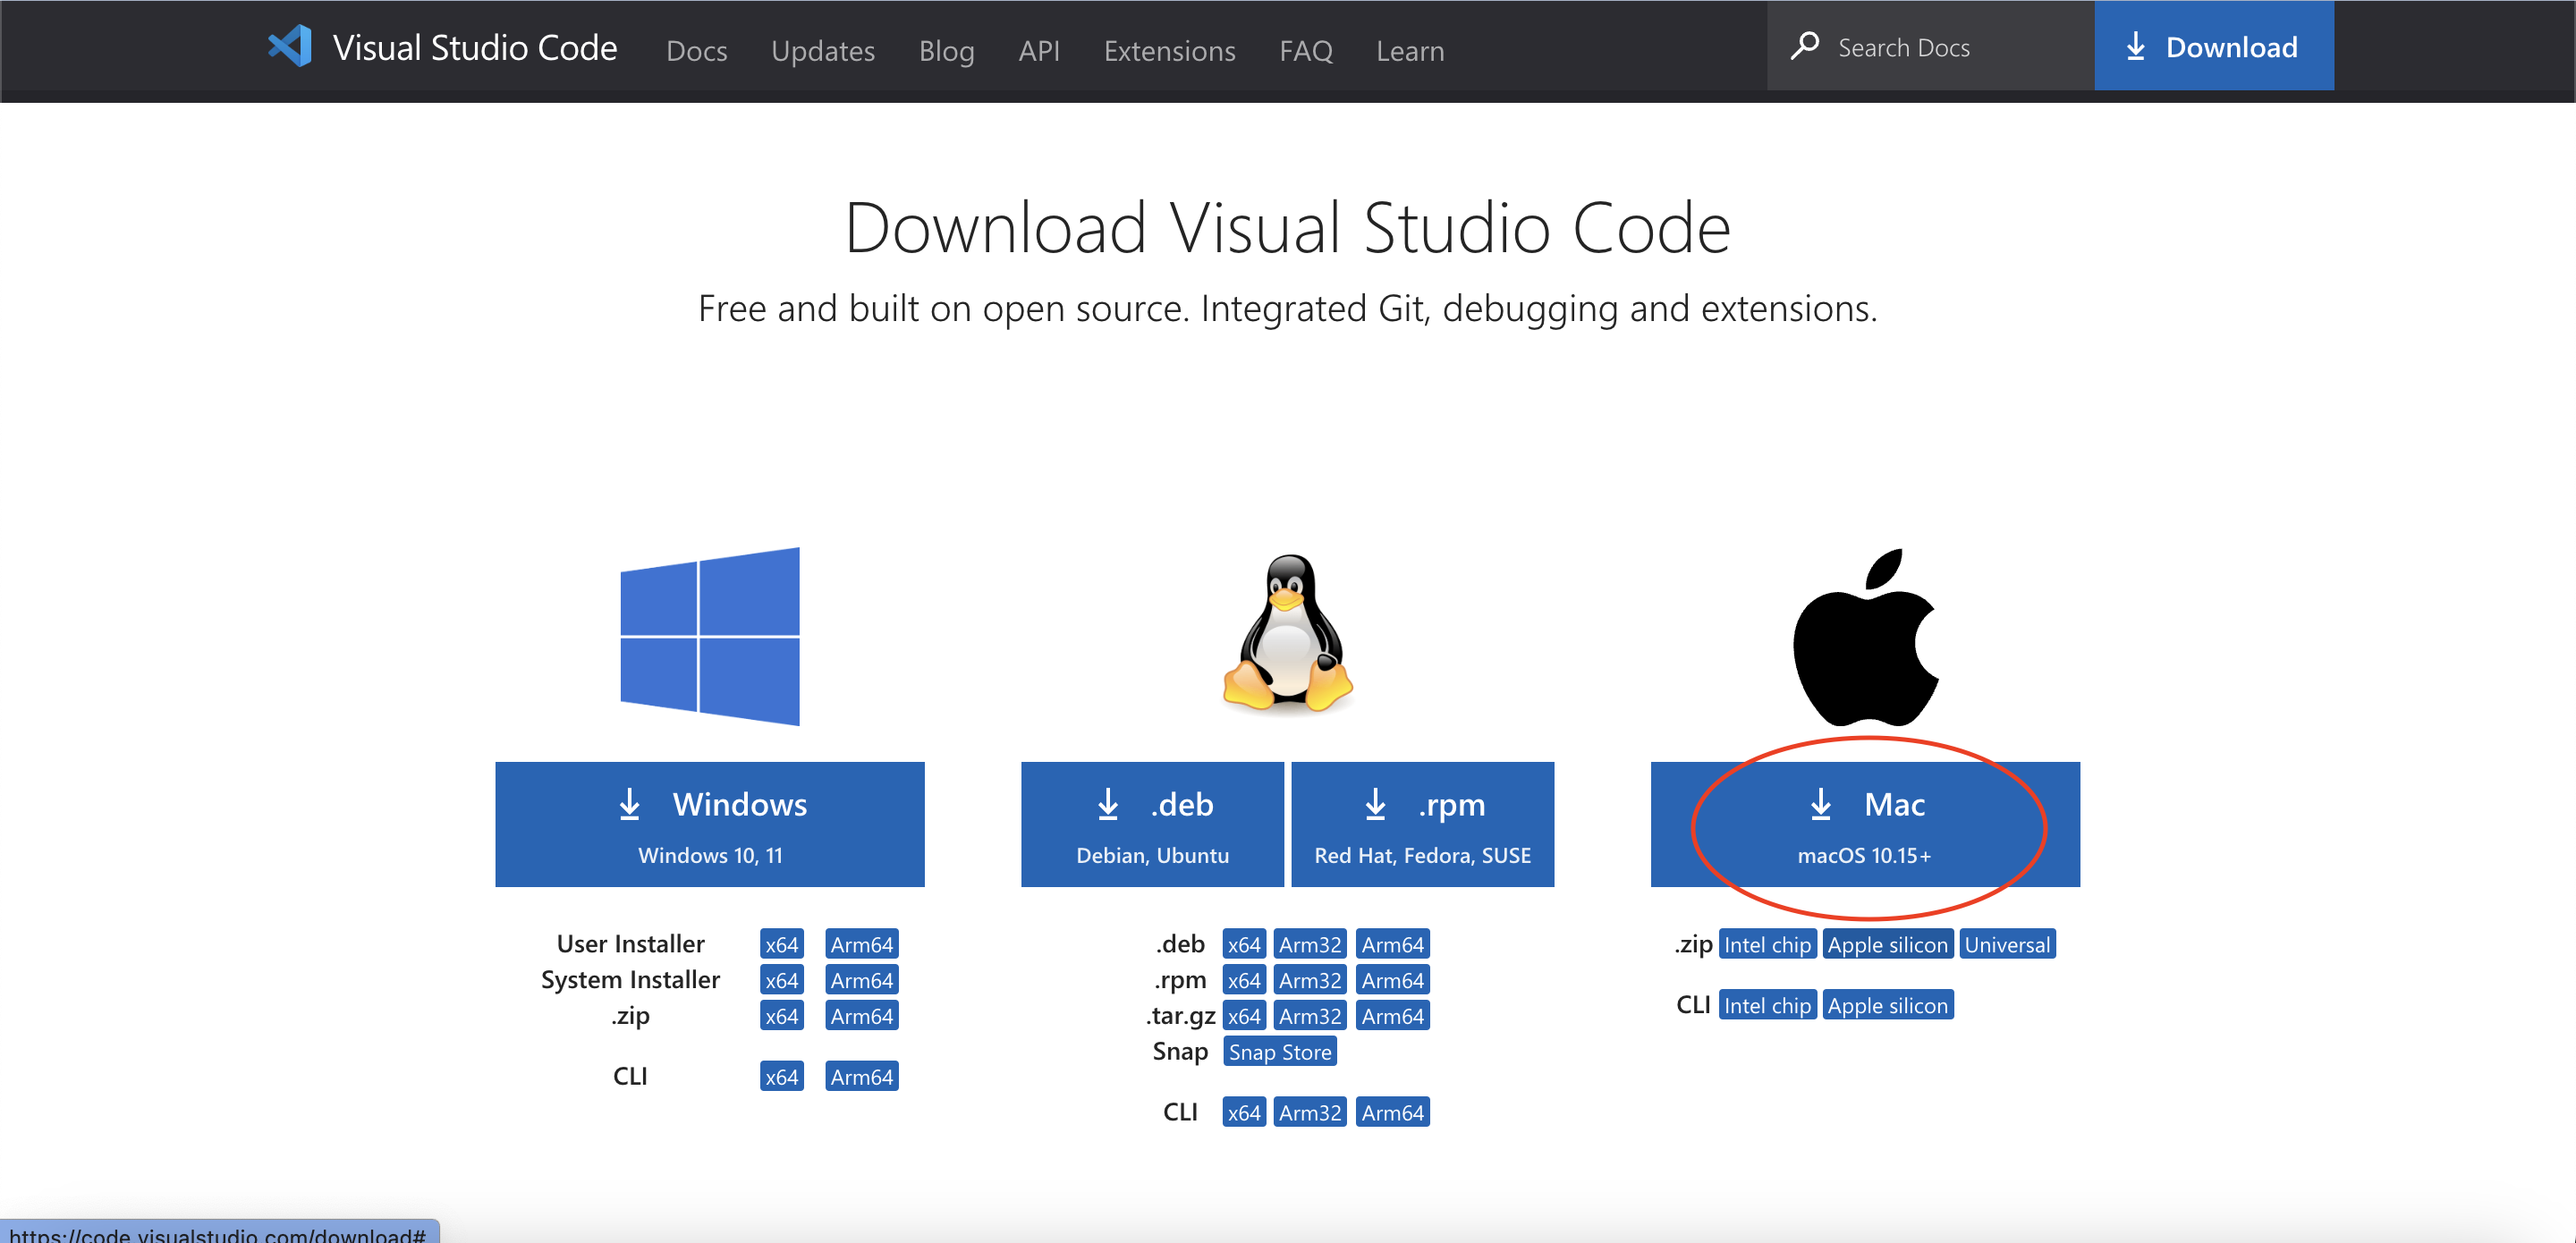 Visual Studio Code Docs Updates Blog API Extensions FAQ Learn Search Docs Download
Download Visual Studio Code
Free and built on open source. Integrated Git, debugging and extensions.
Windows
Windows 10, 11
User Installer x64 Arm64
System Installer x64 Arm64
.zip x64 Arm64
CLI x64 Arm64
.deb
Debian, Ubuntu
.rpm
Red Hat, Fedora, SUSE
.deb x64 Arm32 Arm64
.rpm x64 Arm32 Arm64
.tar.gz x64 Arm32 Arm64
Snap Snap Store
CLI x64 Arm32 Arm64
Mac
macOS 10.15+
.zip Intel chip Apple silicon Universal
CLI Intel chip Apple silicon
https://code.visualstudio.com/download#